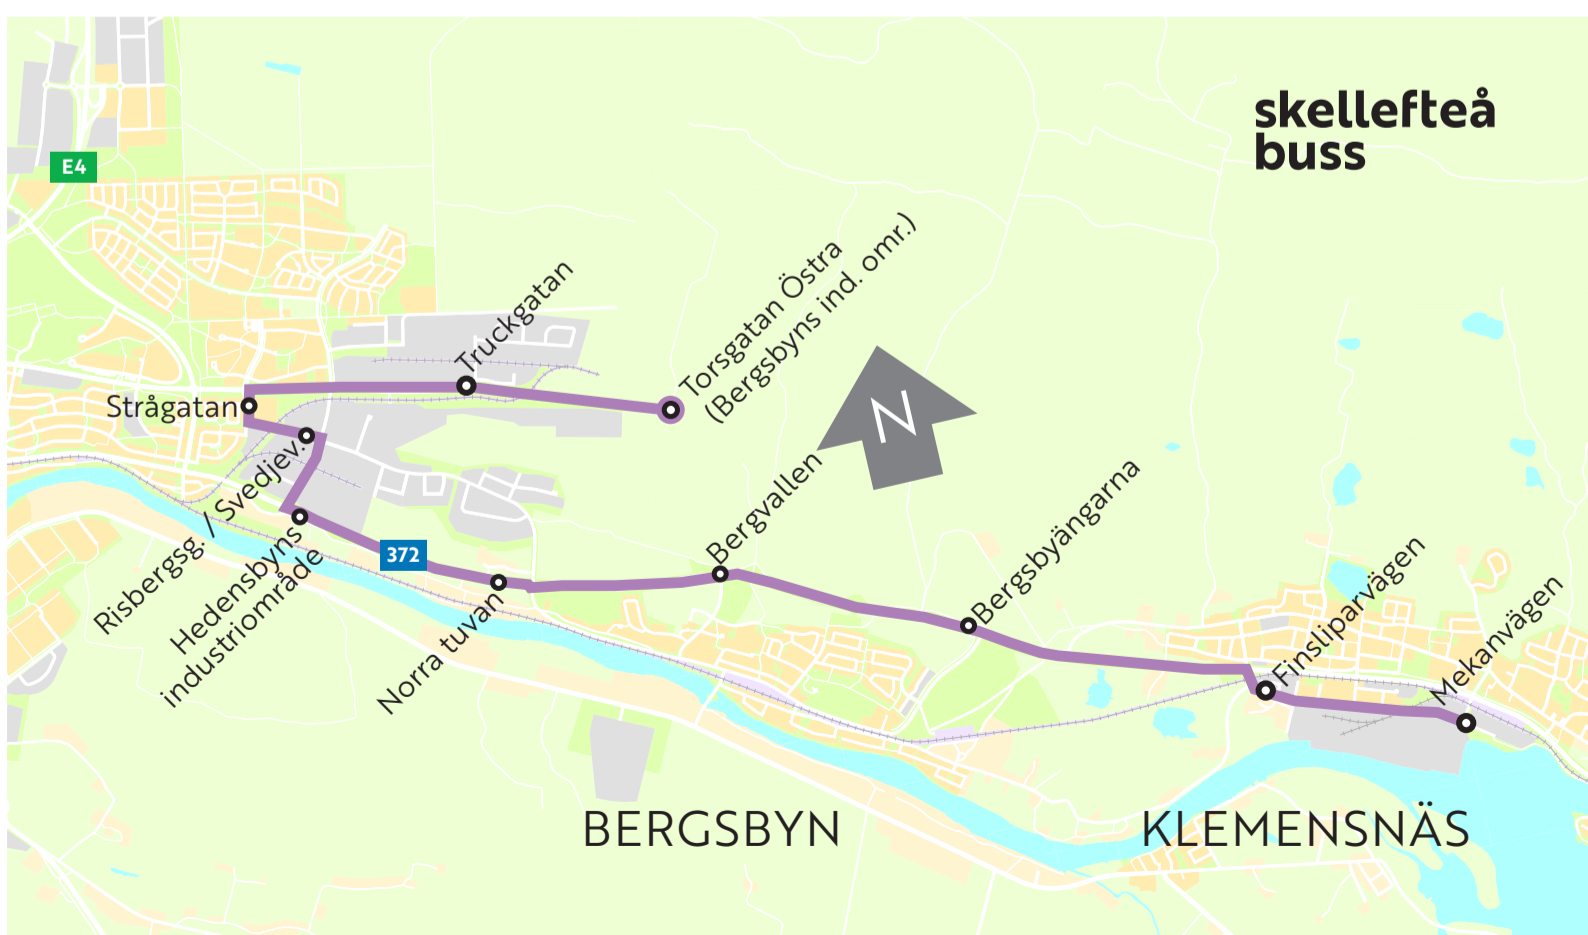 skellefteå
buss
E4
Truckgatan
Torsgatan Östra
(Bergsbyns ind. omr.)
N
Strågatan
Risbergsg. / Svedjev.
Hedensbyns
industriområde
372
Norra tuvan
Bergvallen
Bergsbyängarna
Finsliparvägen
Mekanvägen
BERGSBYN
KLEMENSNÄS